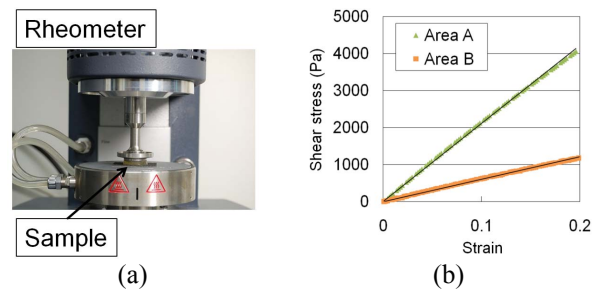 Rheometer
Sample
(a)
5000
4000
3000
2000
1000
0
Shear stress (Pa)
Area A
Area B
0
0.1
0.2
Strain
(b)